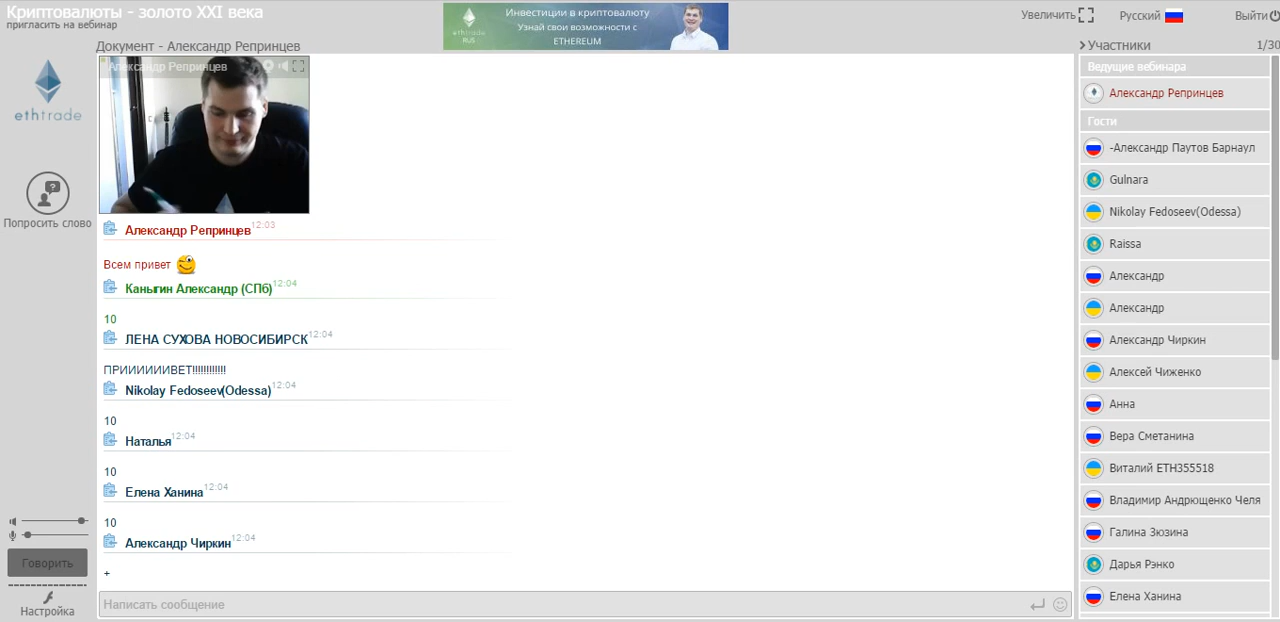 Криптовалюты - золото XXI века
пригласить на вебинар
ethtrade
RUS
Инвестиции в криптовалюту
Узнай свои возможности с
ETHEREUM
Увеличить
Русский
Выйти
Документ - Александр Репринцев
Участники 1/30
ethtrade
Попросить слово
Говорить
Настройка
Александр Репринцев
Александр Репринцев 12:03
Всем привет
Каныгин Александр (СПб) 12:04
10
ЛЕНА СУХОВА НОВОСИБИРСК 12:04
ПРИИИИИИВЕТ!!!!!!!!!!!!
Nikolay Fedoseev(Odessa) 12:04
10
Наталья 12:04
10
Елена Ханина 12:04
10
Александр Чиркин 12:04
+
Написать сообщение
Ведущие вебинара
Александр Репринцев
Гости
-Александр Паутов Барнаул
Gulnara
Nikolay Fedoseev(Odessa)
Raissa
Александр
Александр
Александр Чиркин
Алексей Чиженко
Анна
Вера Сметанина
Виталий ETH355518
Владимир Андрющенко Челя
Галина Зюзина
Дарья Рэнко
Елена Ханина